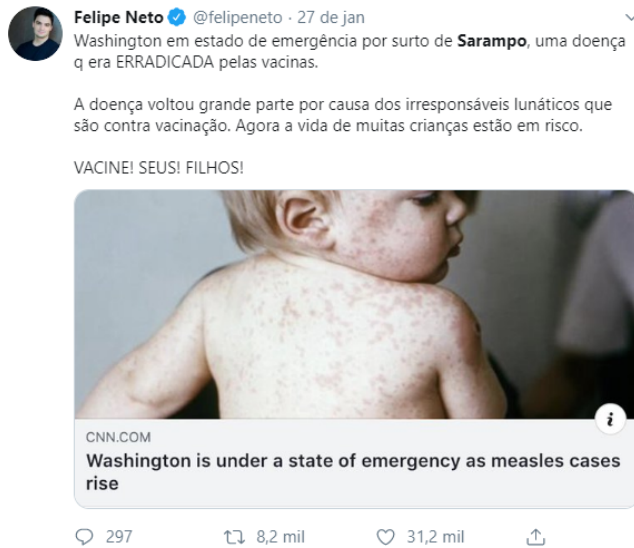 Felipe Neto @felipeneto · 27 de jan
Washington em estado de emergência por surto de Sarampo, uma doença
q era ERRADICADA pelas vacinas.
A doença voltou grande parte por causa dos irresponsáveis lunáticos que
são contra vacinação. Agora a vida de muitas crianças estão em risco.
VACINE! SEUS! FILHOS!
i
CNN.COM
Washington is under a state of emergency as measles cases
rise
297 8,2 mil 31,2 mil